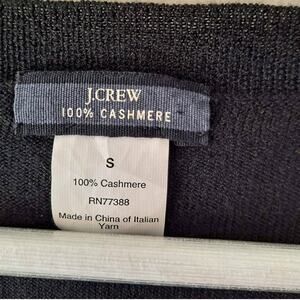 J.CREW
100% CASHMERE
S
100% Cashmere
RN77388
Made in China of Italian
Yarn